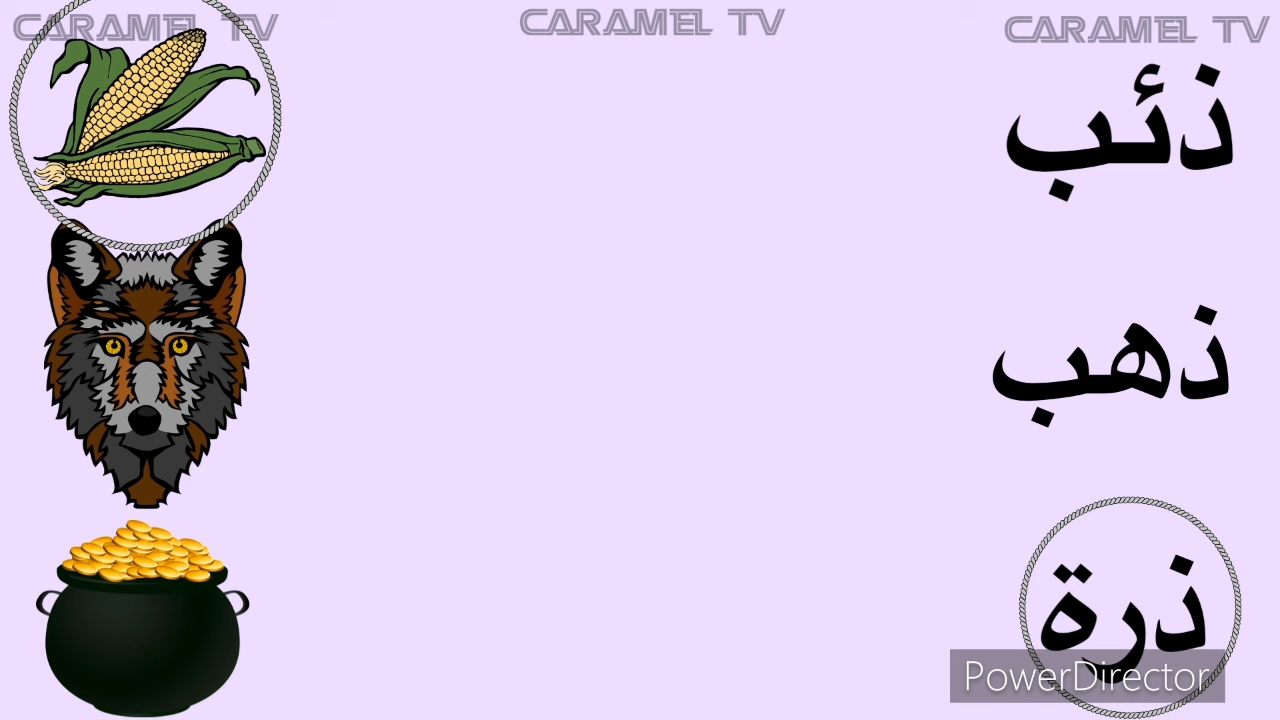 CARAMEL TV
CARAMEL TV
CARAMEL TV
ذئب
ذهب
ذرة
PowerDirector